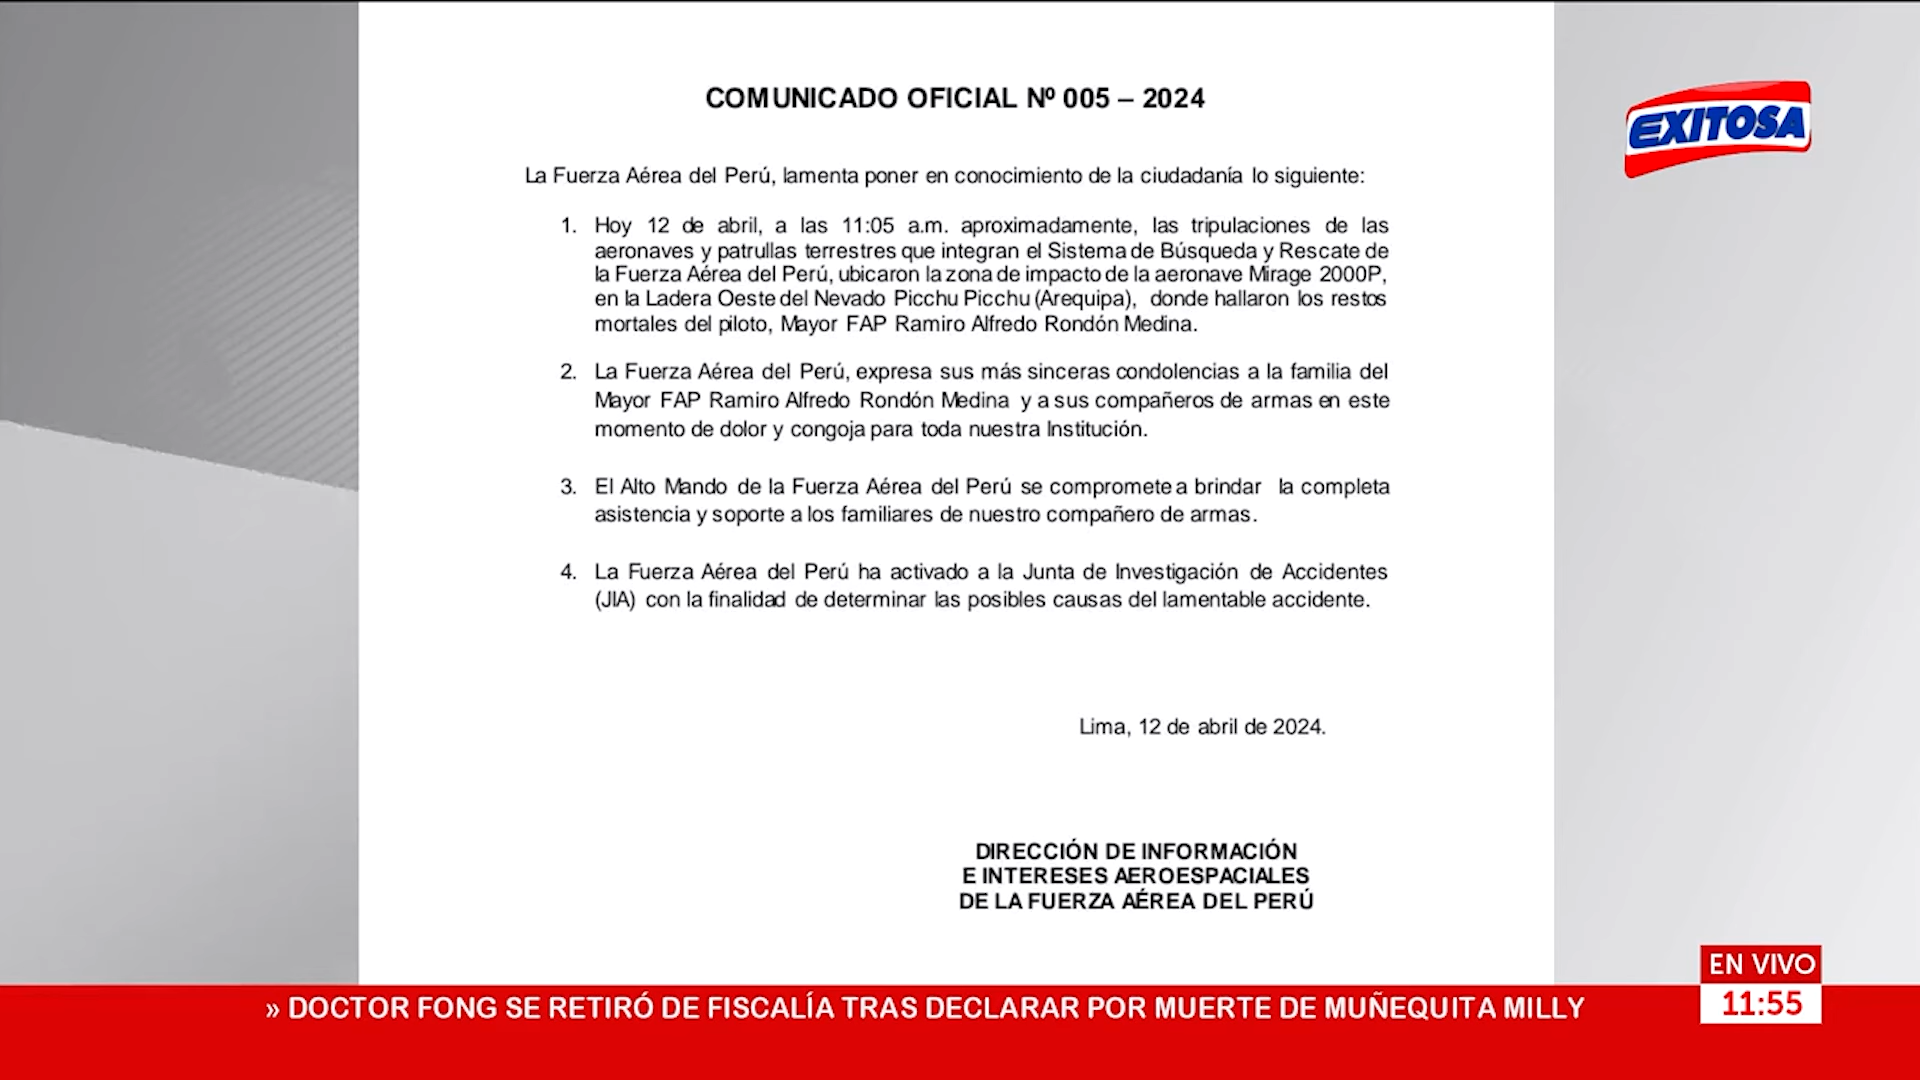 COMUNICADO OFICIAL Nº 005 – 2024
EXITOSA
La Fuerza Aérea del Perú, lamenta poner en conocimiento de la ciudadanía lo siguiente:
1. Hoy 12 de abril, a las 11:05 a.m. aproximadamente, las tripulaciones de las
aeronaves y patrullas terrestres que integran el Sistema de Búsqueda y Rescate de
la Fuerza Aérea del Perú, ubicaron la zona de impacto de la aeronave Mirage 2000P,
en la Ladera Oeste del Nevado Picchu Picchu (Arequipa), donde hallaron los restos
mortales del piloto, Mayor FAP Ramiro Alfredo Rondón Medina.
2. La Fuerza Aérea del Perú, expresa sus más sinceras condolencias a la familia del
Mayor FAP Ramiro Alfredo Rondón Medina y a sus compañeros de armas en este
momento de dolor y congoja para toda nuestra Institución.
3. El Alto Mando de la Fuerza Aérea del Perú se compromete a brindar la completa
asistencia y soporte a los familiares de nuestro compañero de armas.
4. La Fuerza Aérea del Perú ha activado a la Junta de Investigación de Accidentes
(JIA) con la finalidad de determinar las posibles causas del lamentable accidente.
Lima, 12 de abril de 2024.
DIRECCIÓN DE INFORMACIÓN
E INTERESES AEROESPACIALES
DE LA FUERZA AÉREA DEL PERÚ
EN VIVO
11:55
» DOCTOR FONG SE RETIRÓ DE FISCALÍA TRAS DECLARAR POR MUERTE DE MUÑEQUITA MILLY